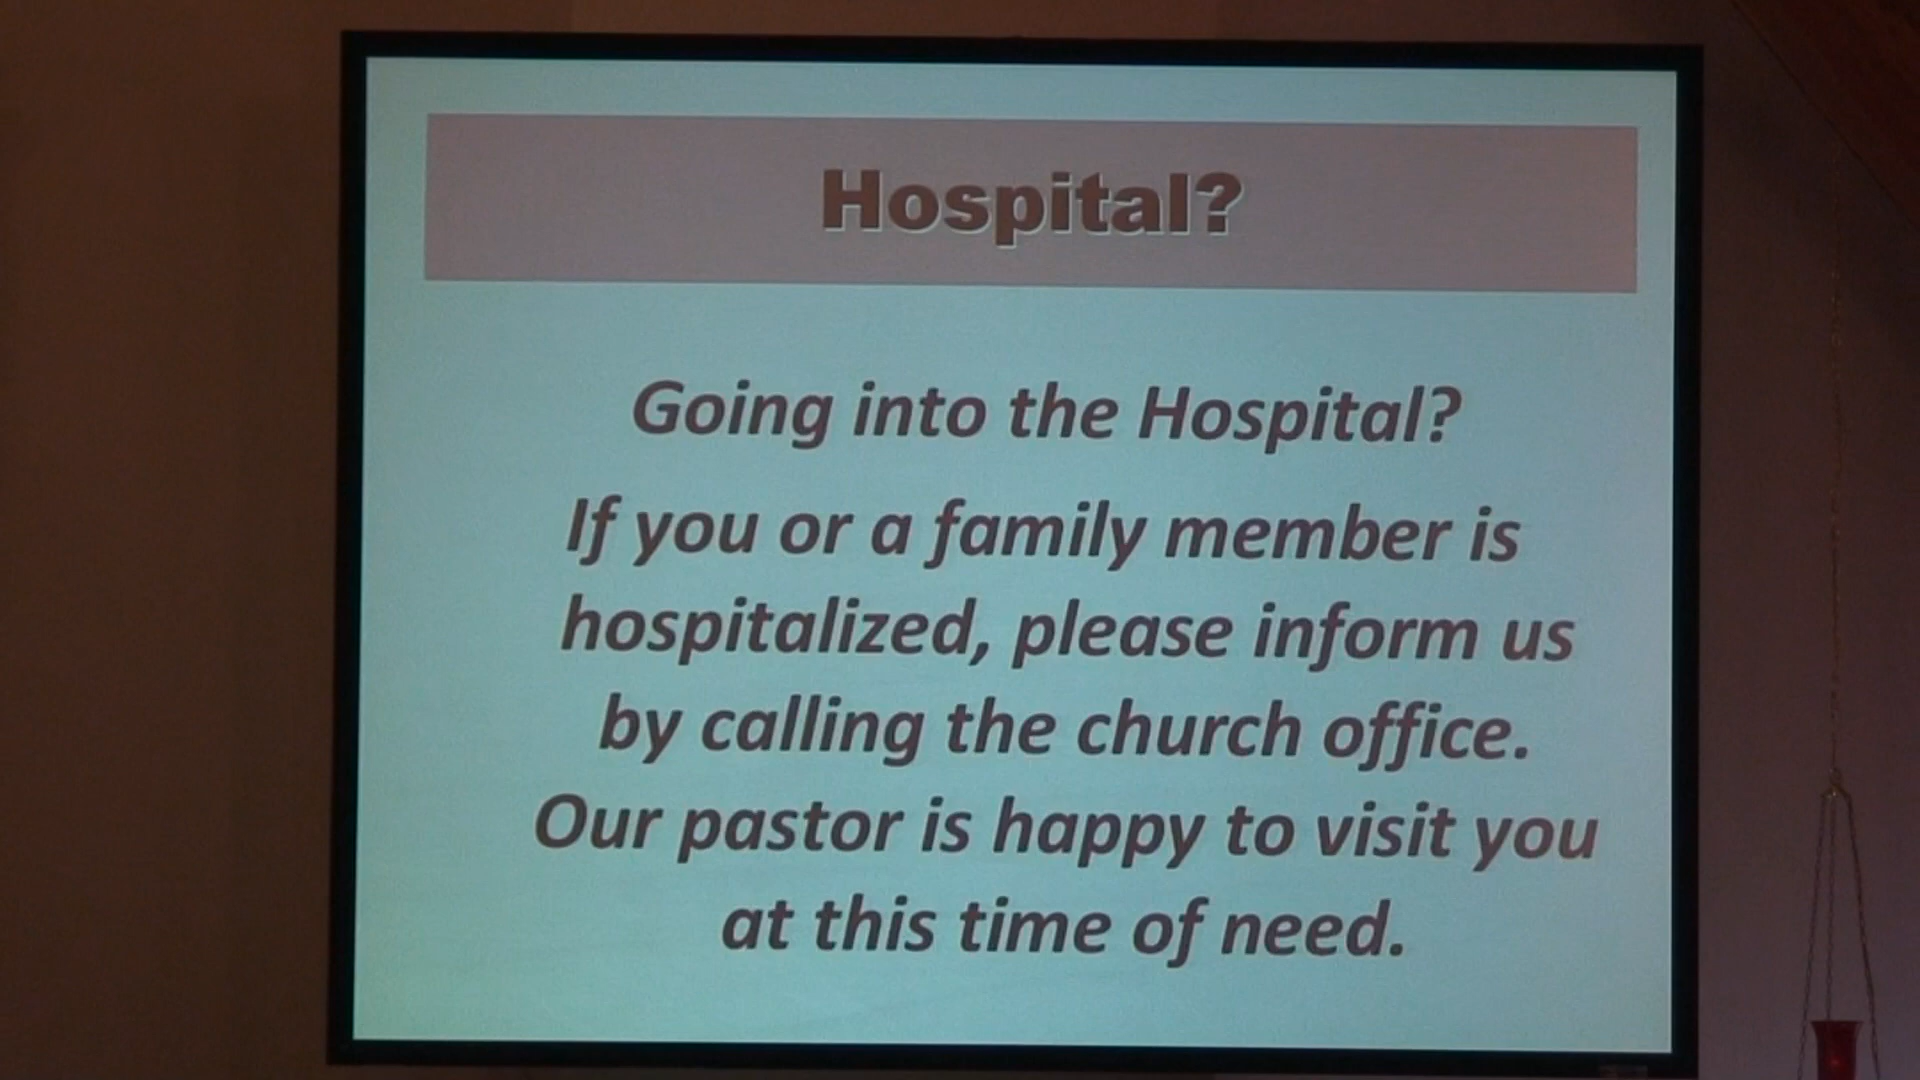 Hospital?
Going into the Hospital?
If you or a family member is
hospitalized, please inform us
by calling the church office.
Our pastor is happy to visit you
at this time of need.